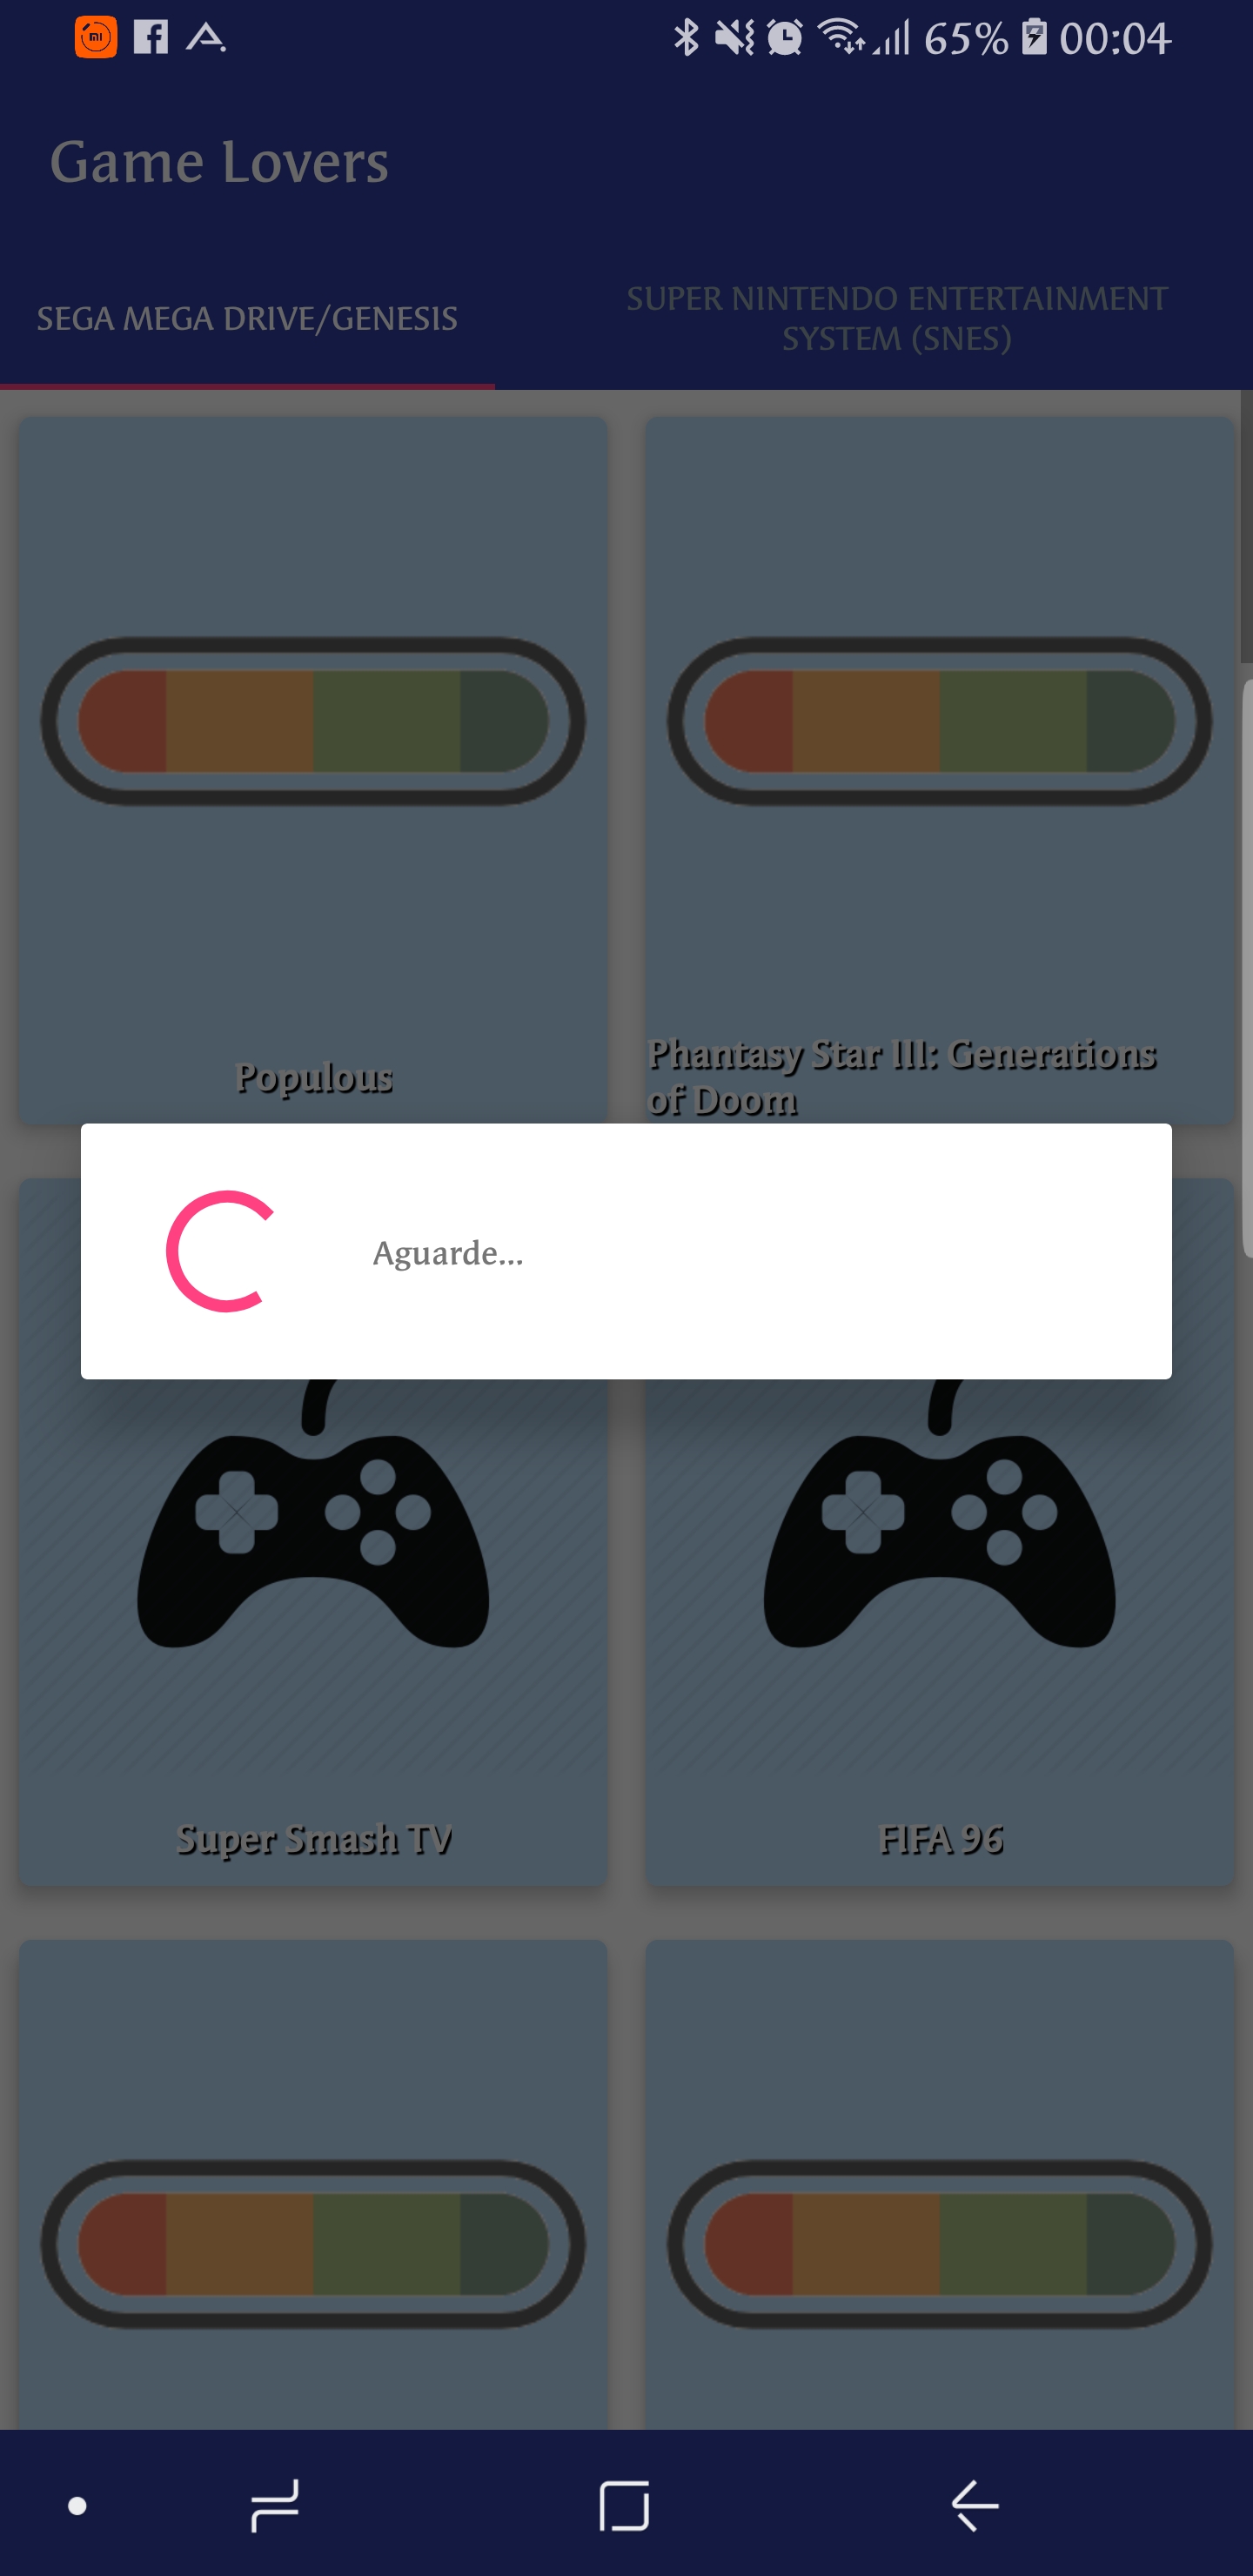 65% 00:04
Game Lovers
SEGA MEGA DRIVE/GENESIS
SUPER NINTENDO ENTERTAINMENT
SYSTEM (SNES)
Populous
Phantasy Star III: Generations
of Doom
Aguarde...
Super Smash TV
FIFA 96